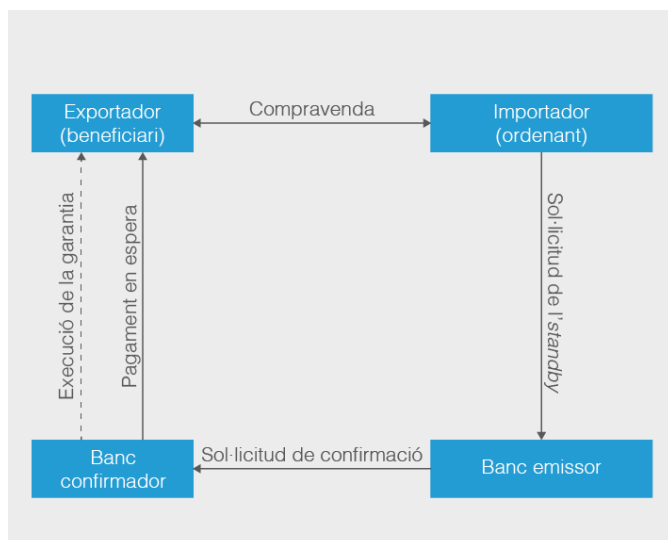 Exportador
(beneficiari)
Compravenda
Importador
(ordenant)
Execució de la garantia
Pagament en espera
Sol·licitud de l'standby
Banc
confirmador
Sol·licitud de confirmació
Banc emissor